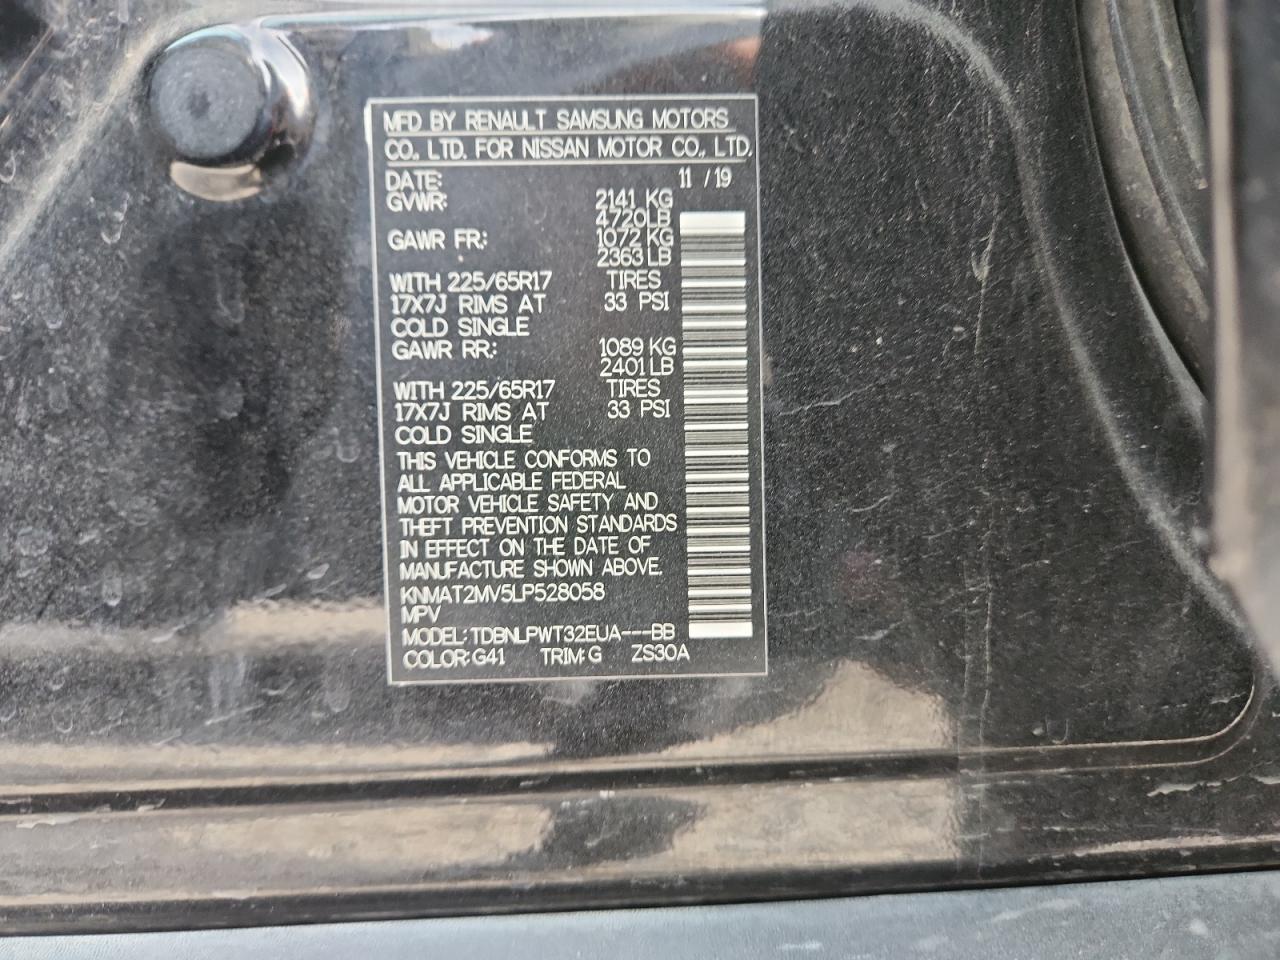 MFD BY RENAULT SAMSUNG MOTORS
CO., LTD. FOR NISSAN MOTOR CO., LTD.
DATE: 11 / 19
GVWR: 2141 KG
4720LB
GAWR FR: 1072 KG
2363LB
WITH 225/65R17 TIRES
17X7J RIMS AT 33 PSI
COLD SINGLE
GAWR RR: 1089 KG
2401LB
WITH 225/65R17 TIRES
17X7J RIMS AT 33 PSI
COLD SINGLE
THIS VEHICLE CONFORMS TO
ALL APPLICABLE FEDERAL
MOTOR VEHICLE SAFETY AND
THEFT PREVENTION STANDARDS
IN EFFECT ON THE DATE OF
MANUFACTURE SHOWN ABOVE.
KNMAT2MV5LP528058
MPV
MODEL: TDBNLPWT32EUA---BB
COLOR: G41 TRIM: G ZS30A